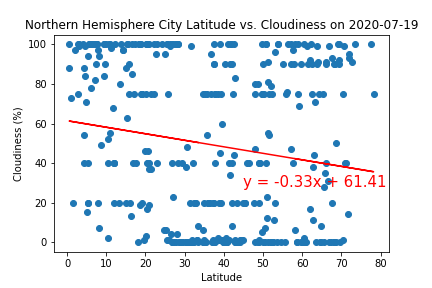 Northern Hemisphere City Latitude vs. Cloudiness on 2020-07-19
100
80
60
40
20
0
Cloudiness (%)
y = -0.33x + 61.41
0 10 20 30 40 50 60 70 80
Latitude